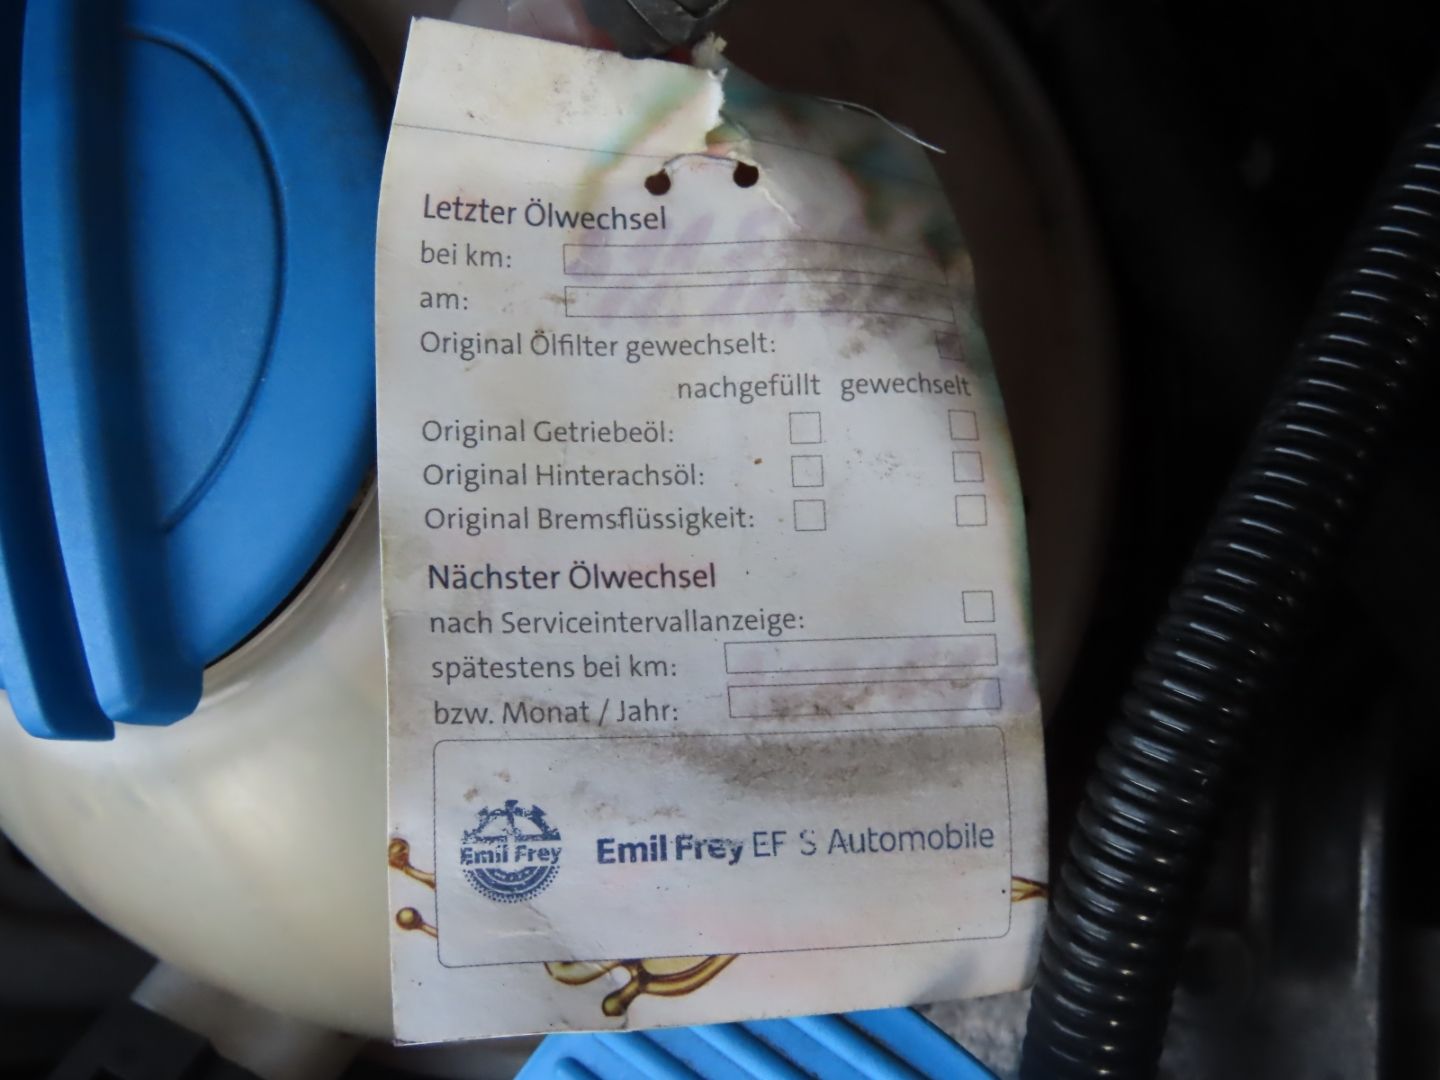 Letzter Ölwechsel
bei km:
am:
Original Ölfilter gewechselt:
nachgefüllt gewechselt
Original Getriebeöl:
Original Hinterachsöl:
Original Bremsflüssigkeit:
Nächster Ölwechsel
nach Serviceintervallanzeige:
spätestens bei km:
bzw. Monat / Jahr:
Emil Frey
Emil Frey EF S Automobile